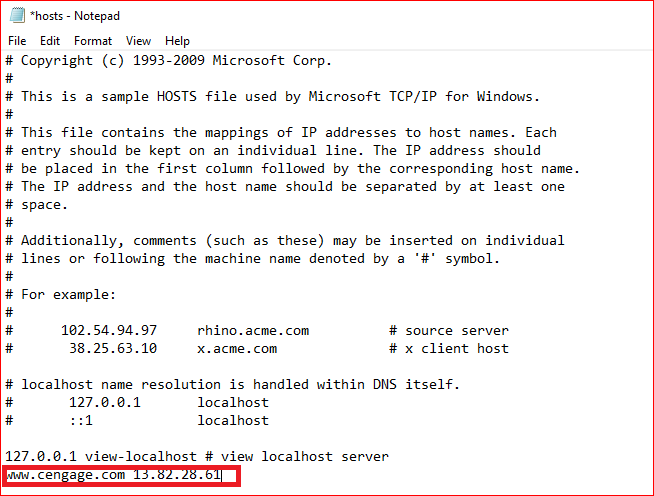 *hosts - Notepad
File Edit Format View Help
# Copyright (c) 1993-2009 Microsoft Corp.
#
# This is a sample HOSTS file used by Microsoft TCP/IP for Windows.
#
# This file contains the mappings of IP addresses to host names. Each
# entry should be kept on an individual line. The IP address should
# be placed in the first column followed by the corresponding host name.
# The IP address and the host name should be separated by at least one
# space.
#
# Additionally, comments (such as these) may be inserted on individual
# lines or following the machine name denoted by a '#' symbol.
#
# For example:
#
#      102.54.94.97     rhino.acme.com          # source server
#       38.25.63.10     x.acme.com              # x client host

# localhost name resolution is handled within DNS itself.
#       127.0.0.1       localhost
#       ::1             localhost

127.0.0.1 view-localhost # view localhost server
www.cengage.com 13.82.28.61